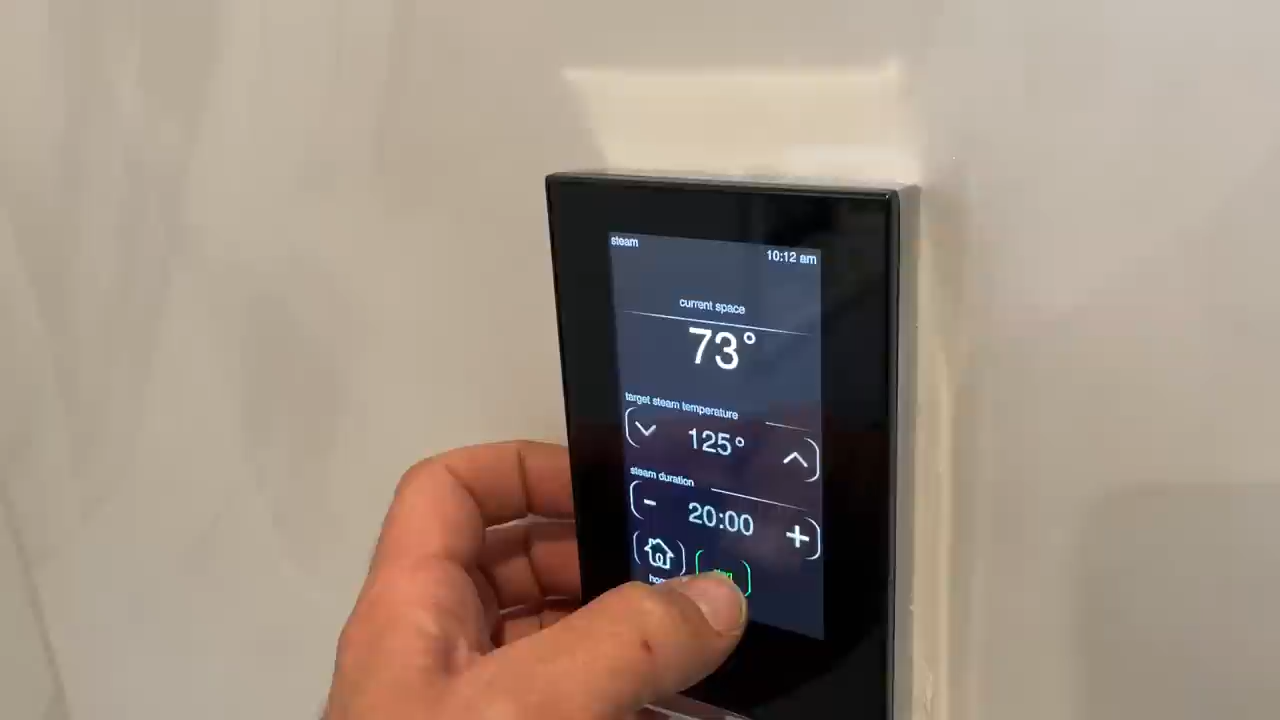 steam
10:12 am
current space
73°
target steam temperature
125°
steam duration
- 20:00 +